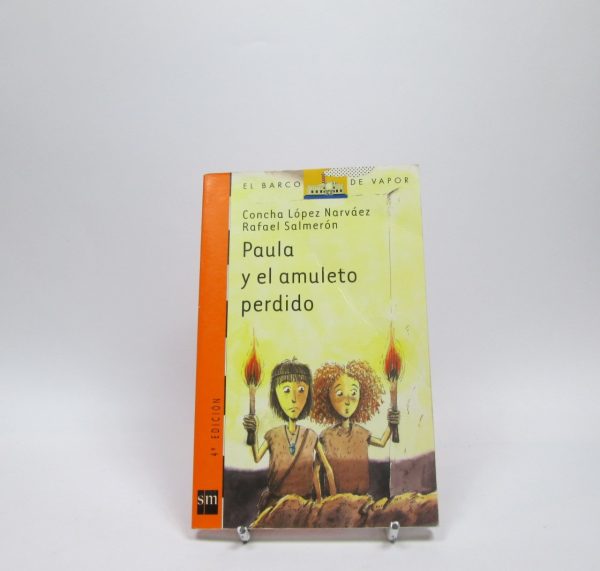 EL BARCO DE VAPOR
Concha López Narváez
Rafael Salmerón
Paula
y el amuleto
perdido
4ª EDICIÓN
sm